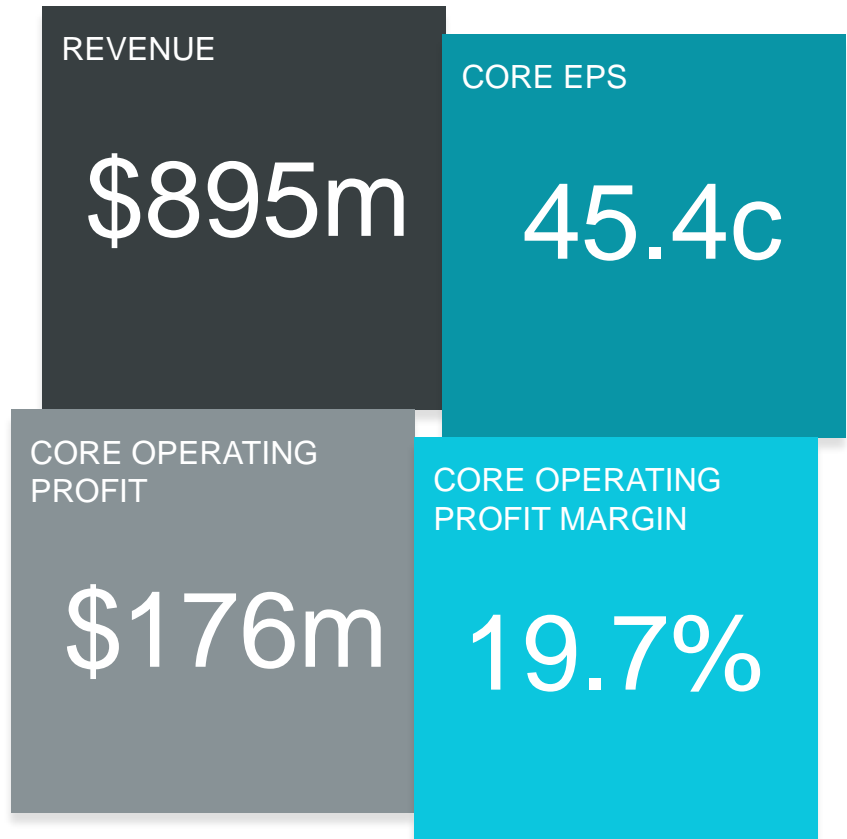 REVENUE
$895m
CORE EPS
45.4c
CORE OPERATING
PROFIT
$176m
CORE OPERATING
PROFIT MARGIN
19.7%